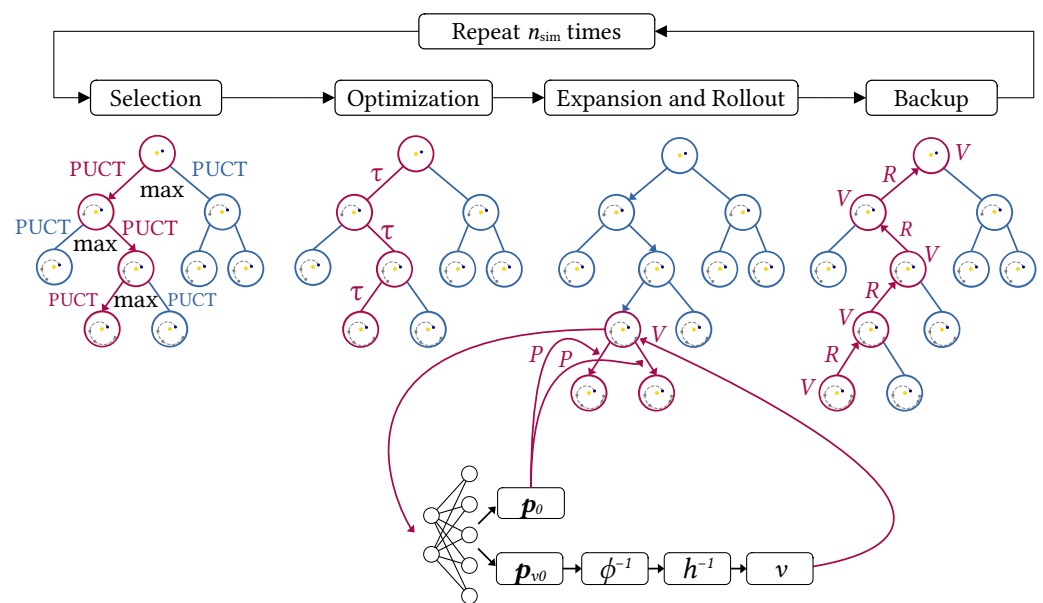 Repeat n_sim times
Selection
Optimization
Expansion and Rollout
Backup
PUCT
PUCT
max
PUCT
PUCT
max
PUCT
PUCT
max
τ
τ
τ
V
P
P
V
R
V
R
V
R
V
R
V
p_0
p_v0
ϕ^-1
h^-1
v